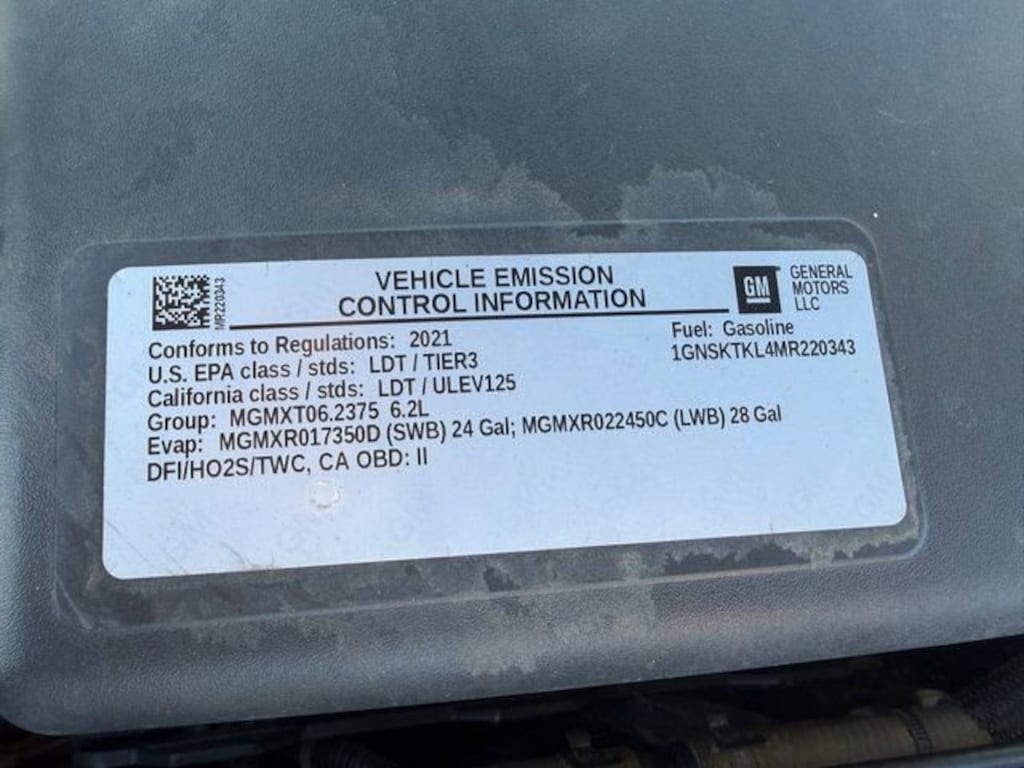 VEHICLE EMISSION
CONTROL INFORMATION
MR220343
GM
GENERAL
MOTORS
LLC
Conforms to Regulations: 2021
U.S. EPA class / stds: LDT / TIER3
California class / stds: LDT / ULEV125
Group: MGMXT06.2375 6.2L
Evap: MGMXR017350D (SWB) 24 Gal; MGMXR022450C (LWB) 28 Gal
DFI/HO2S/TWC, CA OBD: II
Fuel: Gasoline
1GNSKTKL4MR220343